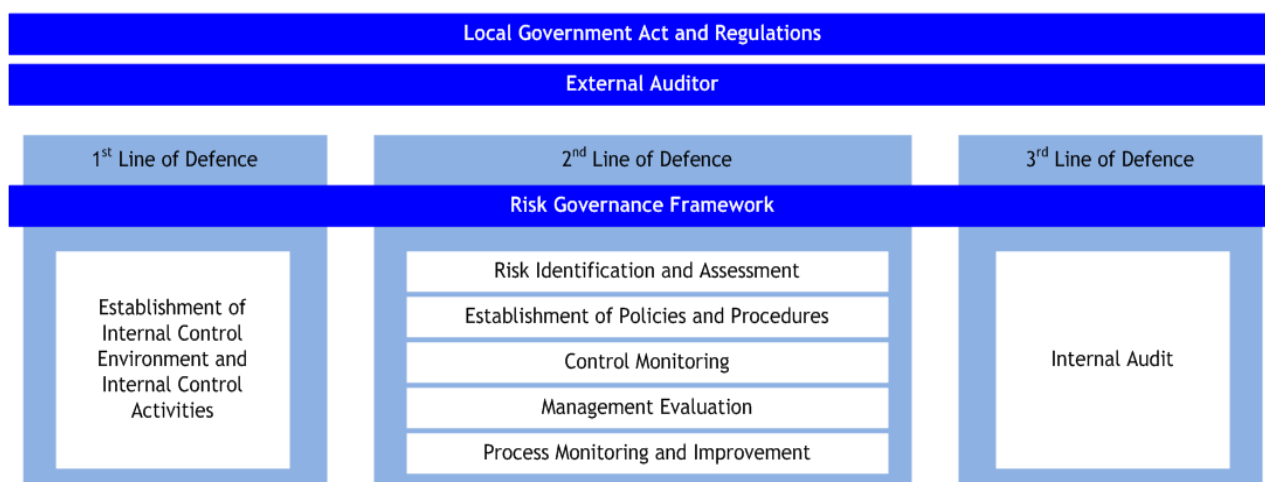 Local Government Act and Regulations
External Auditor
1st Line of Defence
2nd Line of Defence
3rd Line of Defence
Risk Governance Framework
Establishment of
Internal Control
Environment and
Internal Control
Activities
Risk Identification and Assessment
Establishment of Policies and Procedures
Control Monitoring
Management Evaluation
Process Monitoring and Improvement
Internal Audit